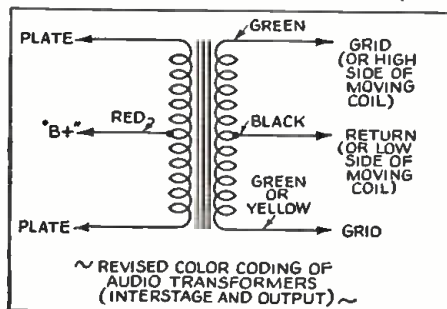 PLATE
"B+"
RED
PLATE
GREEN
GRID
(OR HIGH
SIDE OF
MOVING
COIL)
BLACK
RETURN
(OR LOW
SIDE OF
MOVING
COIL)
GREEN
OR
YELLOW
GRID
~ REVISED COLOR CODING OF
AUDIO TRANSFORMERS
(INTERSTAGE AND OUTPUT) ~